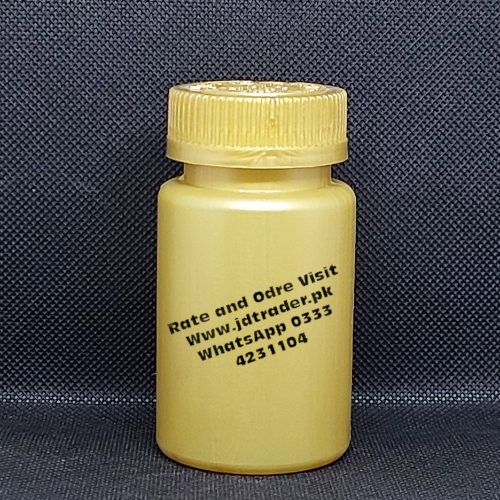 Rate and Odre Visit
Www.jdtrader.pk
WhatsApp 0333
4231104